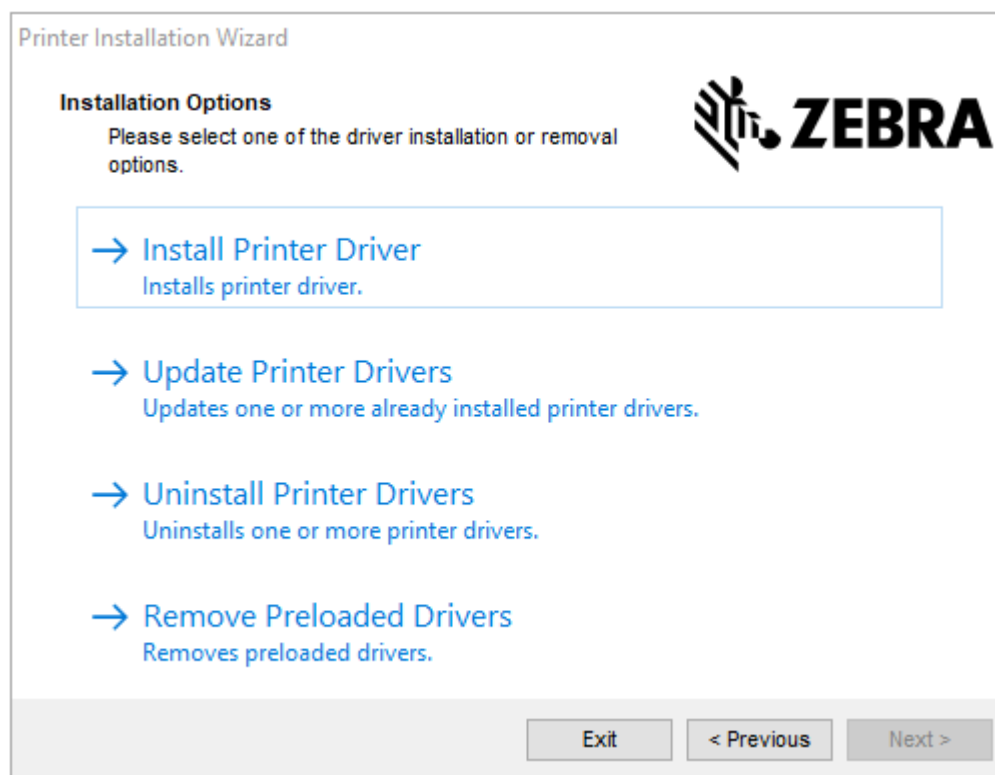 Printer Installation Wizard
Installation Options
Please select one of the driver installation or removal
options.
ZEBRA
→ Install Printer Driver
Installs printer driver.
→ Update Printer Drivers
Updates one or more already installed printer drivers.
→ Uninstall Printer Drivers
Uninstalls one or more printer drivers.
→ Remove Preloaded Drivers
Removes preloaded drivers.
Exit < Previous Next >